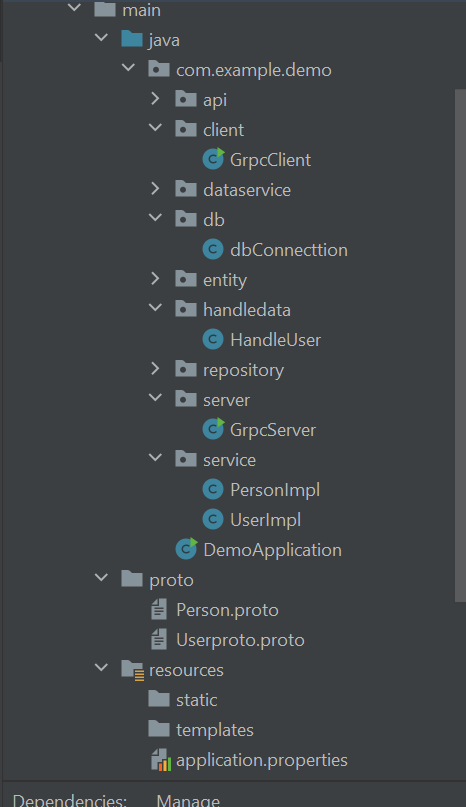 main
java
com.example.demo
api
client
GrpcClient
dataservice
db
dbConnecttion
entity
handledata
HandleUser
repository
server
GrpcServer
service
PersonImpl
UserImpl
DemoApplication
proto
Person.proto
Userproto.proto
resources
static
templates
application.properties
Dependencies: Manage